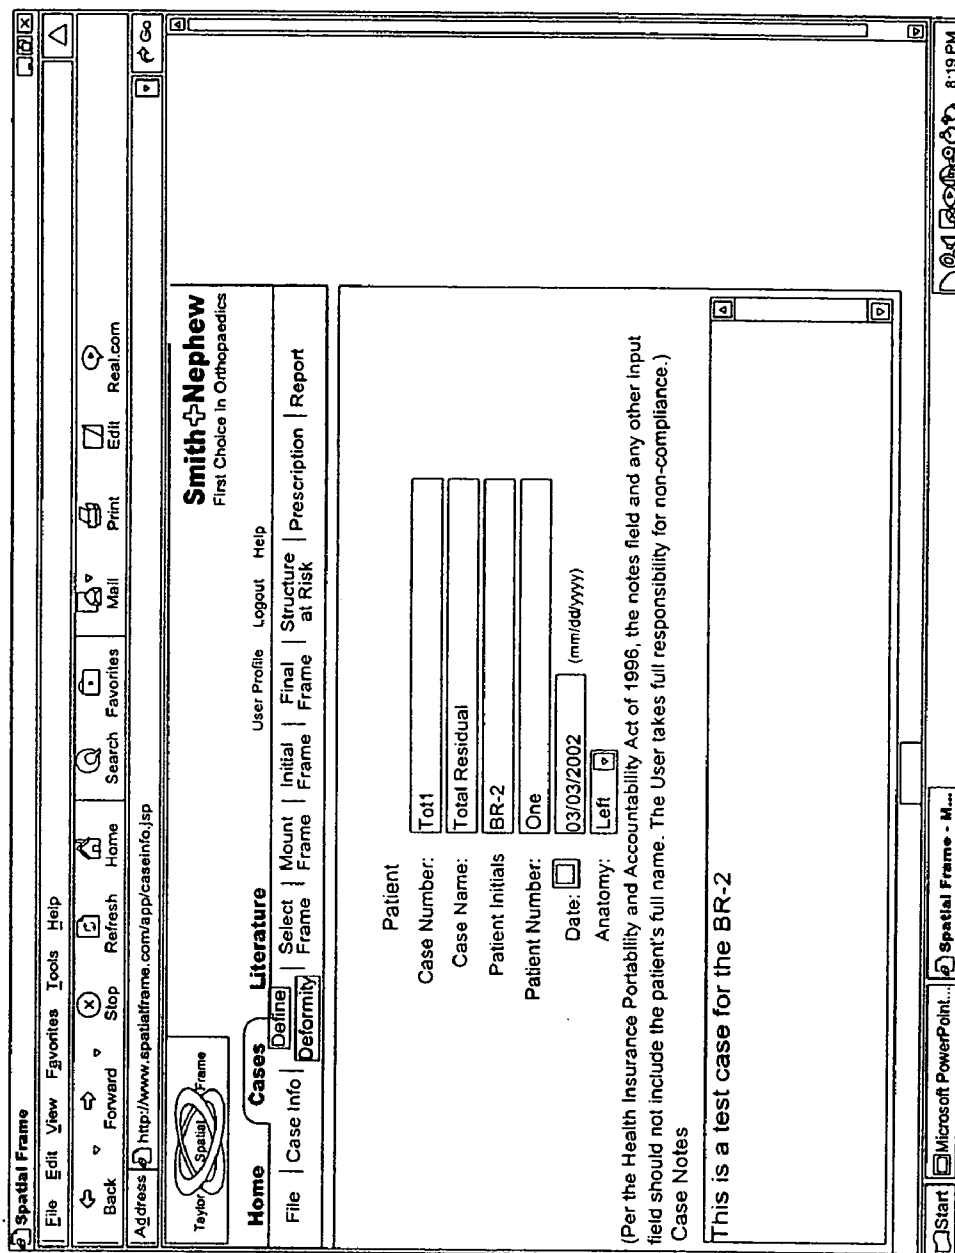 Spatial Frame
File Edit View Favorites Tools Help
Back Forward Stop Refresh Home Search Favorites Mail Print Edit Real.com
Address http://www.spatialframe.com/app/caseinfo.jsp Go
Taylor Spatial Frame
Smith Nephew
First Choice in Orthopaedics
User Profile Logout Help
Home Cases Literature
File | Case Info | Define Deformity | Select Frame | Mount Frame | Initial Frame | Final Frame | Structure at Risk | Prescription | Report
Patient
Case Number: Tot1
Case Name: Total Residual
Patient Initials BR-2
Patient Number: One
Date: 03/03/2002 (mm/dd/yyyy)
Anatomy: Left
(Per the Health Insurance Portability and Accountability Act of 1996, the notes field and any other input
field should not include the patient's full name. The User takes full responsibility for non-compliance.)
Case Notes
This is a test case for the BR-2
Start Microsoft PowerPoint... Spatial Frame - M... 8:19 PM